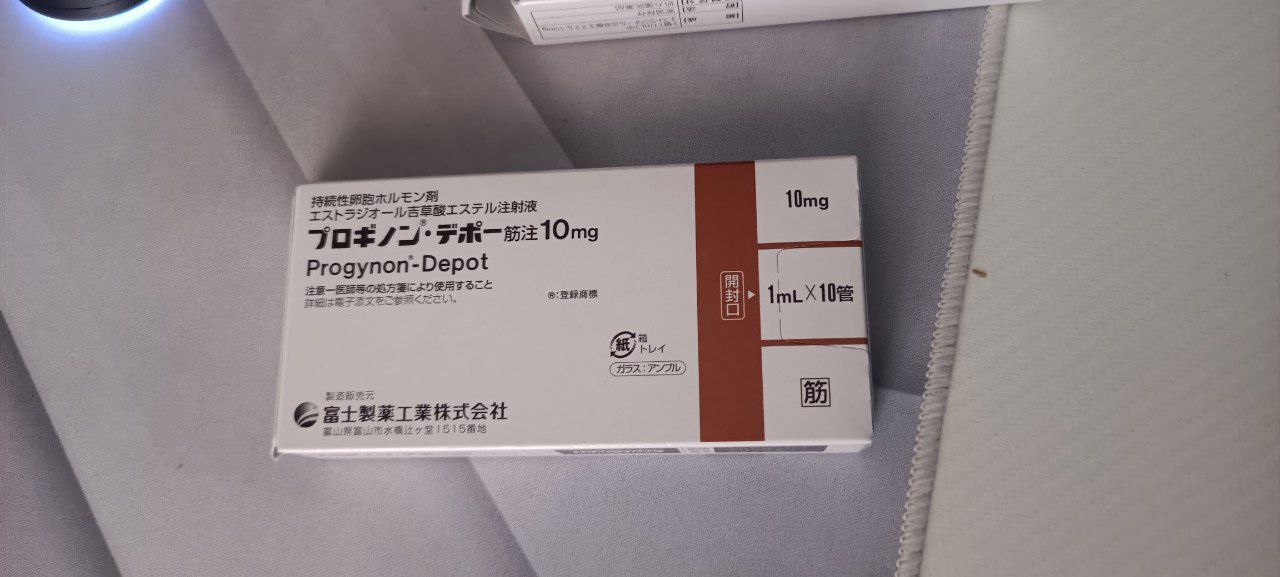 持続性卵胞ホルモン剤
エストラジオール吉草酸エステル注射液
プロギノン®・デポー筋注10mg
Progynon®-Depot
注意-医師等の処方箋により使用すること
詳細は電子添文をご参照ください。
®:登録商標
紙 箱
トレイ
ガラス:アンプル
製造販売元
富士製薬工業株式会社
富山県富山市水橋辻ヶ堂1515番地
開封口
10mg
1mL×10管
筋